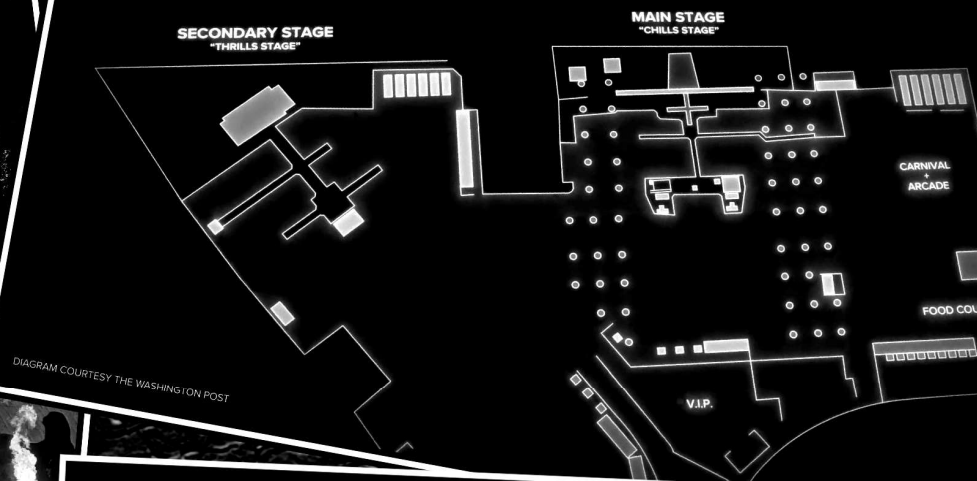 SECONDARY STAGE
"THRILLS STAGE"
MAIN STAGE
"CHILLS STAGE"
CARNIVAL
+
ARCADE
FOOD COU
V.I.P.
DIAGRAM COURTESY THE WASHINGTON POST